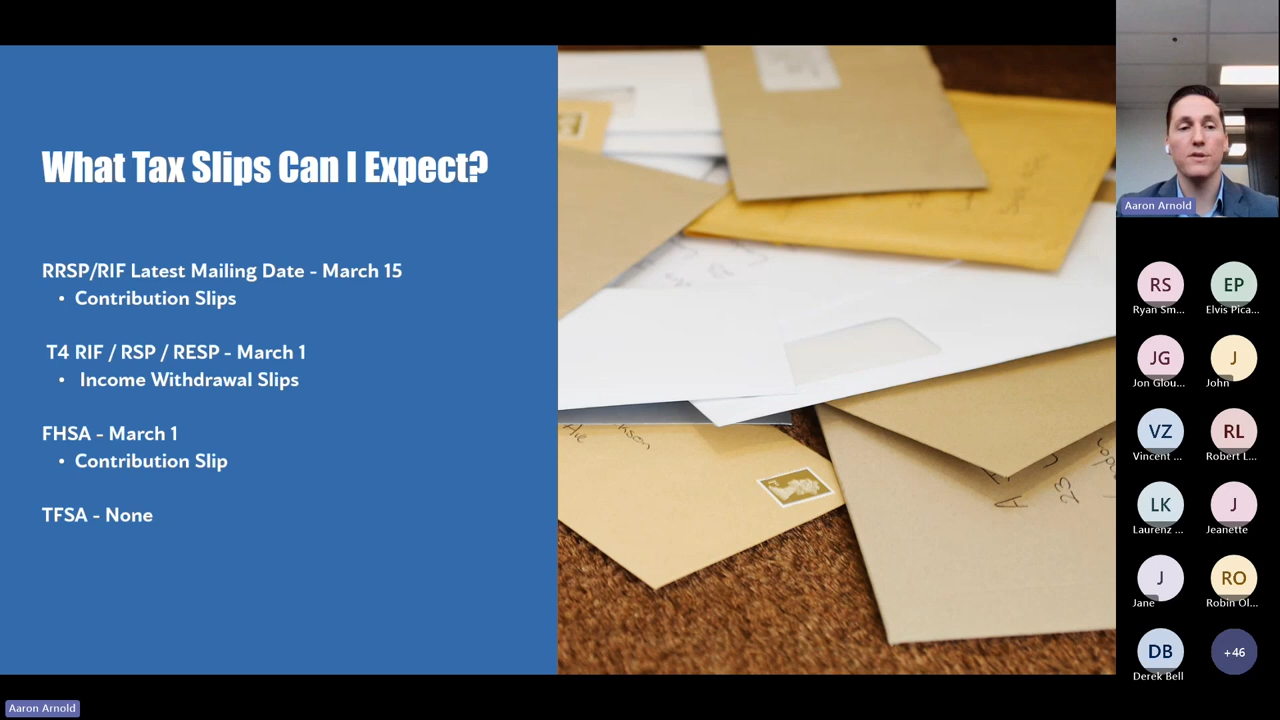 What Tax Slips Can I Expect?
RRSP/RIF Latest Mailing Date - March 15
• Contribution Slips
T4 RIF / RSP / RESP - March 1
• Income Withdrawal Slips
FHSA - March 1
• Contribution Slip
TFSA - None
23
Aaron Arnold
RS
Ryan Sm...
EP
Elvis Pica...
JG
Jon Glou...
J
John
VZ
Vincent ...
RL
Robert L...
LK
Laurenz ...
J
Jeanette
J
Jane
RO
Robin Ol...
DB
Derek Bell
+46
Aaron Arnold